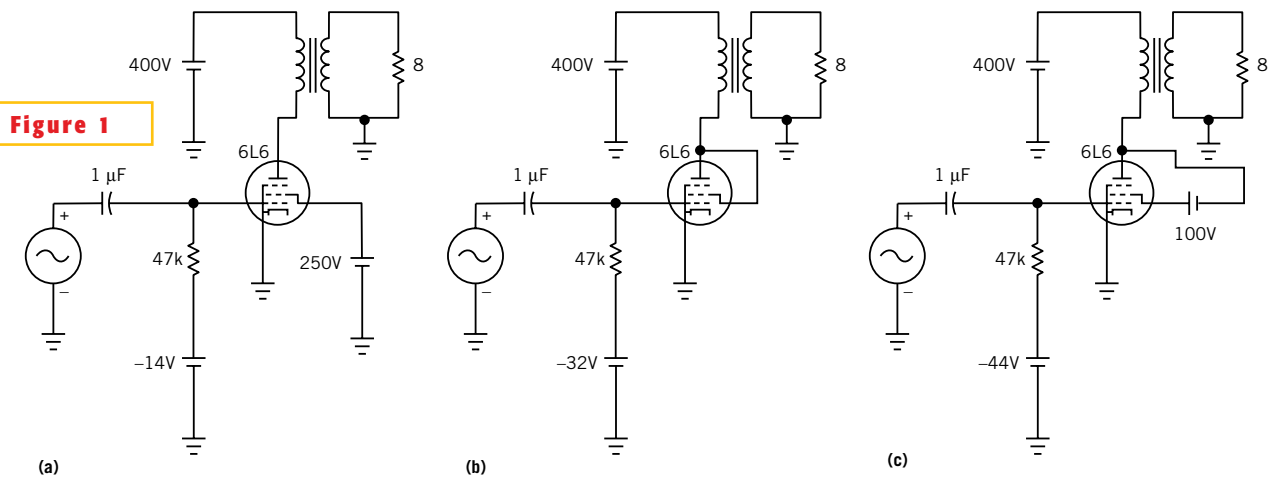 Figure 1
400V
8
6L6
1 µF
+
–
47k
250V
–14V
(a)
400V
8
6L6
1 µF
+
–
47k
–32V
(b)
400V
8
6L6
1 µF
+
–
47k
100V
–44V
(c)